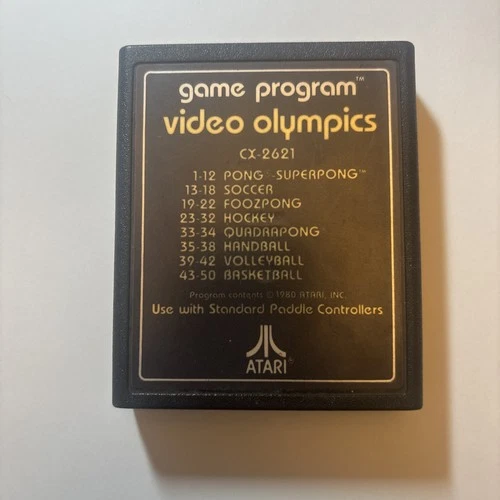 game program™
video olympics
CX-2621
1-12 PONG -SUPERPONG™
13-18 SOCCER
19-22 FOOZPONG
23-32 HOCKEY
33-34 QUADRAPONG
35-38 HANDBALL
39-42 VOLLEYBALL
43-50 BASKETBALL
Program contents © 1980 ATARI, INC.
Use with Standard Paddle Controllers
ATARI®